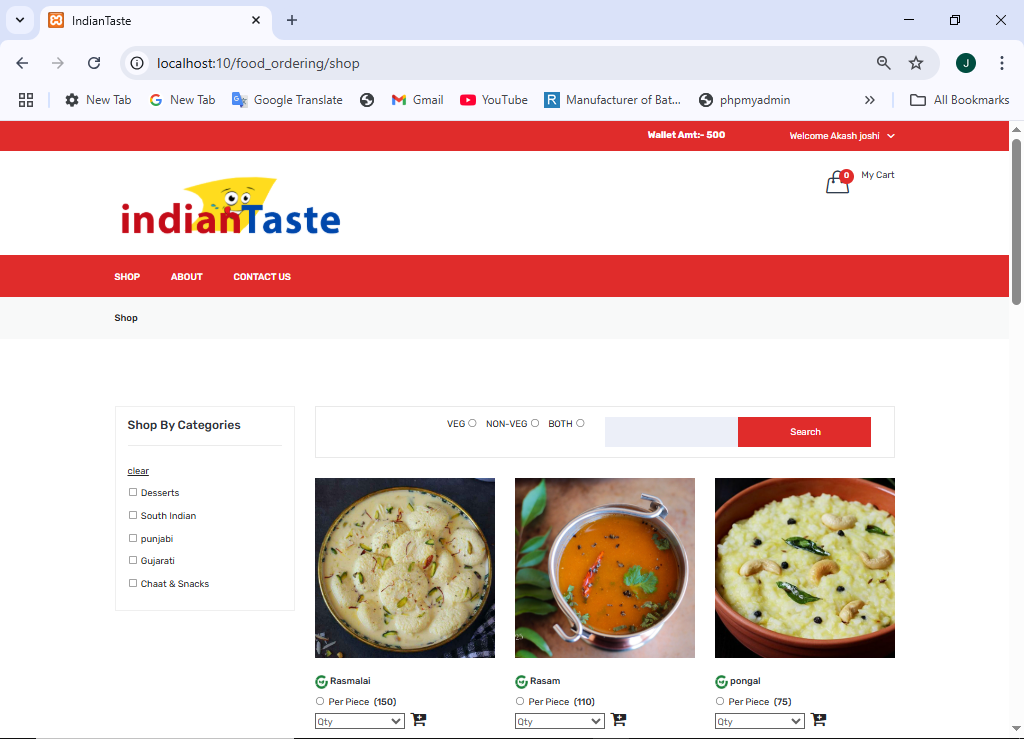 IndianTaste
localhost:10/food_ordering/shop
J
New Tab
New Tab
Google Translate
Gmail
YouTube
R
Manufacturer of Bat...
phpmyadmin
All Bookmarks
Wallet Amt:- 500
Welcome Akash joshi
indianTaste
0
My Cart
SHOP
ABOUT
CONTACT US
Shop
Shop By Categories
clear
Desserts
South Indian
punjabi
Gujarati
Chaat & Snacks
VEG
NON-VEG
BOTH
Search
Rasmalai
Per Piece (150)
Qty
Rasam
Per Piece (110)
Qty
pongal
Per Piece (75)
Qty